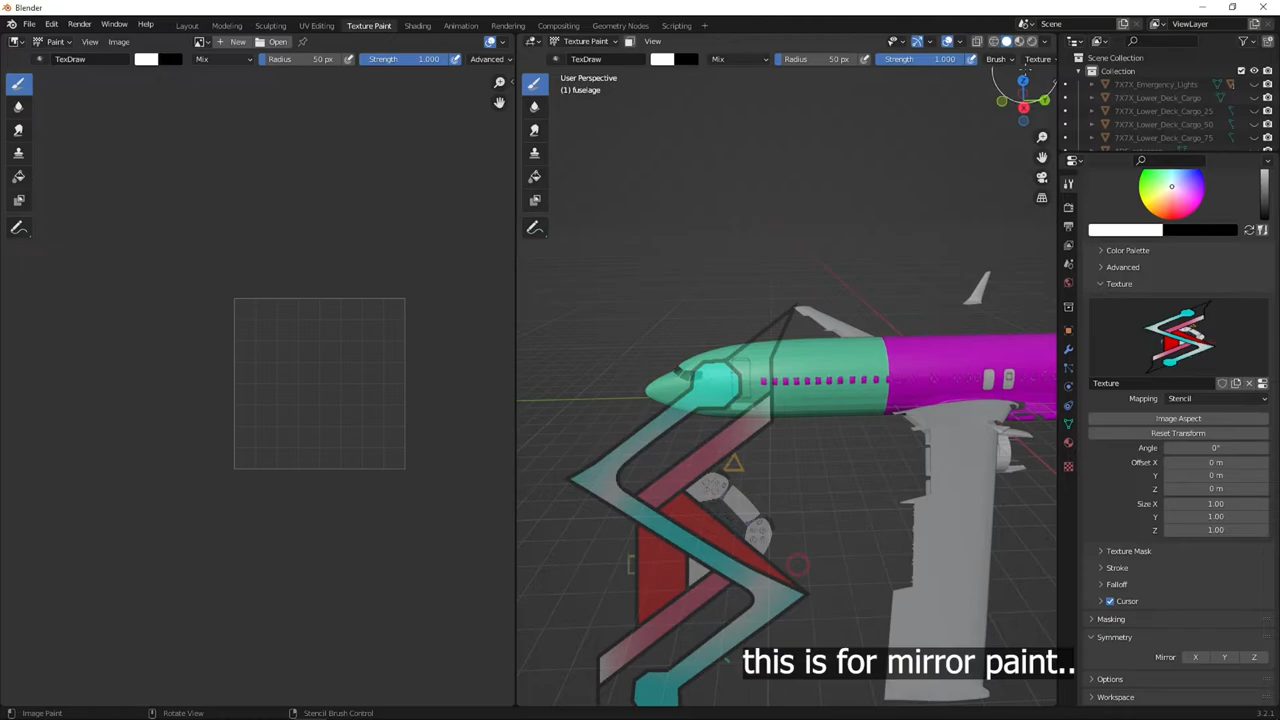 Blender
File Edit Render Window Help
Layout Modeling Sculpting UV Editing Texture Paint Shading Animation Rendering Compositing Geometry Nodes Scripting +
Scene
ViewLayer
Paint View Image
New
Open
Texture Paint
View
TexDraw
Mix
Radius 50 px
Strength 1.000
Advanced
TexDraw
Mix
Radius 50 px
Strength 1.000
Brush
Texture
User Perspective
(1) fuselage
Z
Y
X
Scene Collection
Collection
7X7X_Emergency_Lights
7X7X_Lower_Deck_Cargo
7X7X_Lower_Deck_Cargo_25
7X7X_Lower_Deck_Cargo_50
7X7X_Lower_Deck_Cargo_75
Color Palette
Advanced
Texture
Texture
Mapping Stencil
Image Aspect
Reset Transform
Angle 0°
Offset X 0 m
Y 0 m
Z 0 m
Size X 1.00
Y 1.00
Z 1.00
Texture Mask
Stroke
Falloff
Cursor
Masking
Symmetry
Mirror X Y Z
Options
Workspace
this is for mirror paint..
Image Paint
Rotate View
Stencil Brush Control
3.2.1